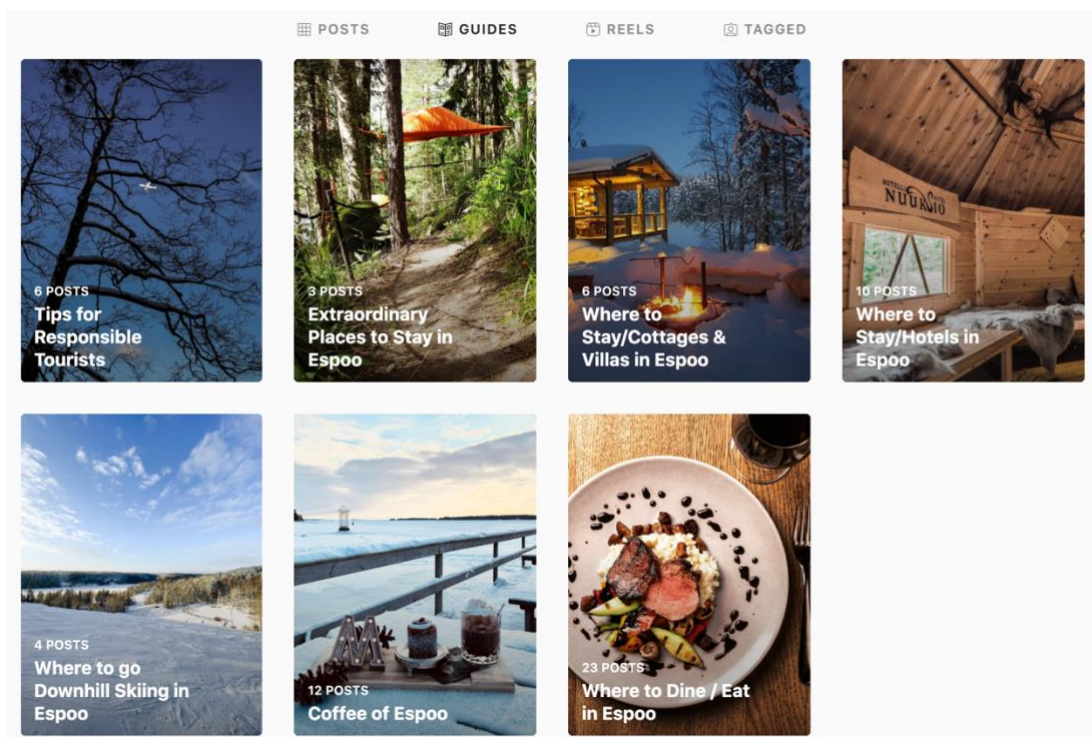 POSTS
GUIDES
REELS
TAGGED
6 POSTS
Tips for
Responsible
Tourists
3 POSTS
Extraordinary
Places to Stay in
Espoo
6 POSTS
Where to
Stay/Cottages &
Villas in Espoo
HOTELLI
NUUKSIO
10 POSTS
Where to
Stay/Hotels in
Espoo
4 POSTS
Where to go
Downhill Skiing in
Espoo
M
12 POSTS
Coffee of Espoo
23 POSTS
Where to Dine / Eat
in Espoo